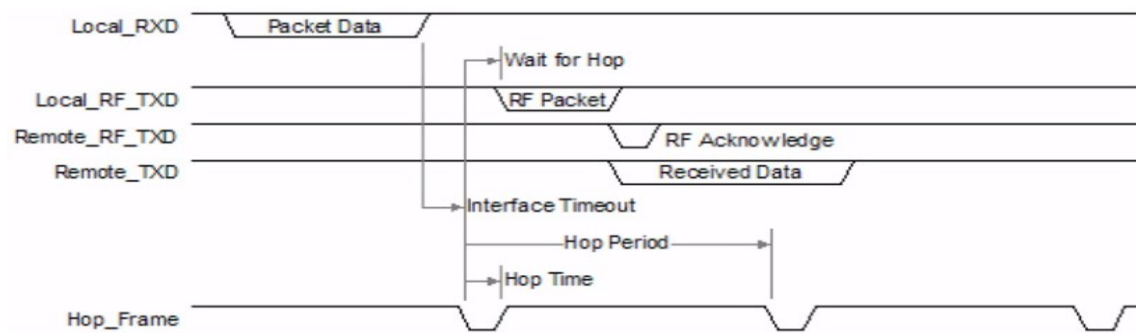 Local_RXD
Packet Data
Wait for Hop
Local_RF_TXD
RF Packet
Remote_RF_TXD
RF Acknowledge
Remote_TXD
Received Data
Interface Timeout
Hop Period
Hop Time
Hop_Frame